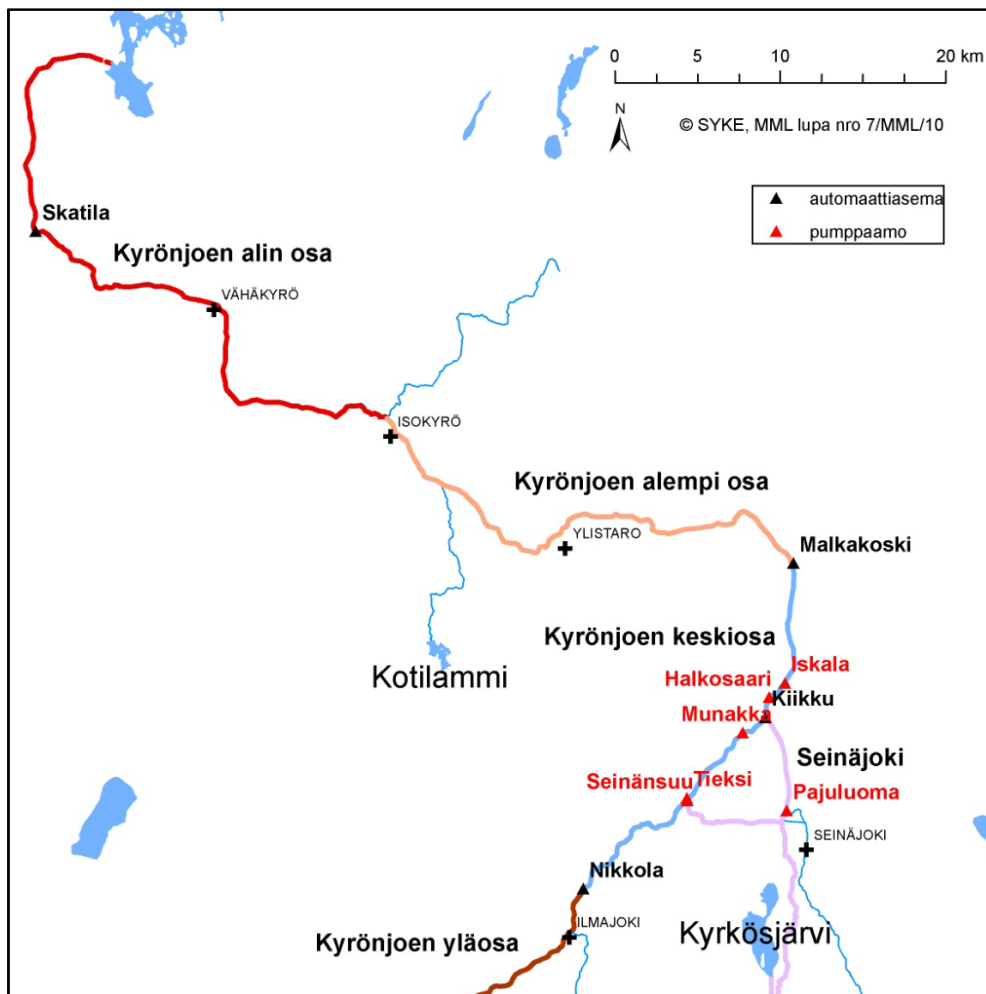 0 5 10 20 km
N
© SYKE, MML lupa nro 7/MML/10
automaattiasema
pumppaamo
Skatila
Kyrönjoen alin osa
VÄHÄKYRÖ
ISOKYRÖ
Kyrönjoen alempi osa
YLISTARO
Malkakoski
Kyrönjoen keskiosa
Kotilammi
Iskala
Halkosaari
Kiikku
Munakka
Seinäjoki
Seinänsuu
Tieksi
Pajuluoma
SEINÄJOKI
Nikkola
ILMAJOKI
Kyrkösjärvi
Kyrönjoen yläosa